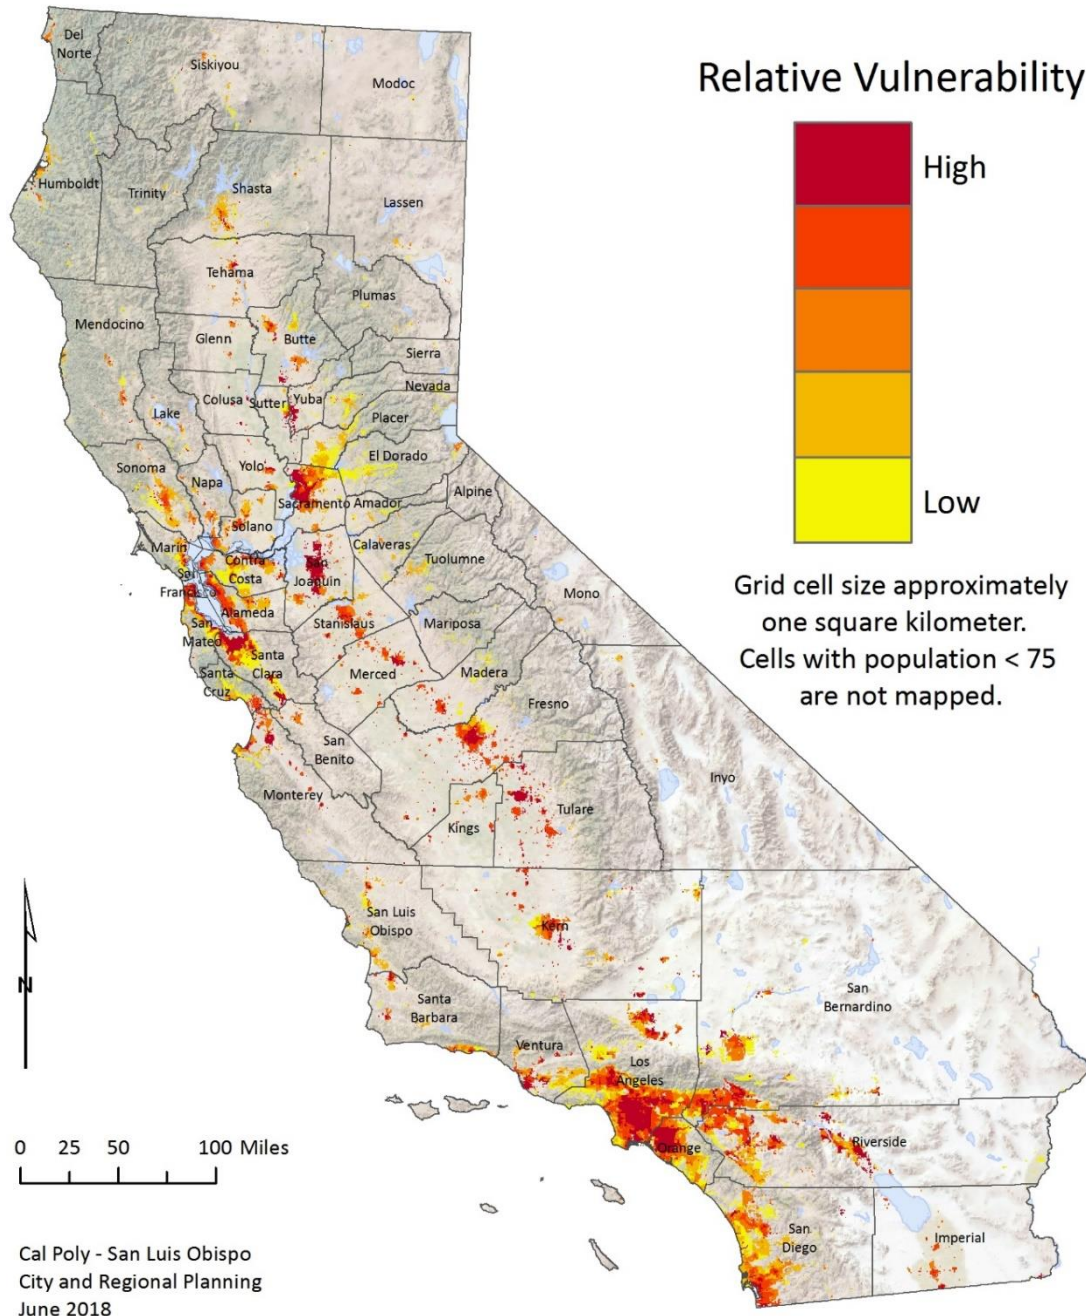 Relative Vulnerability
High
Low
Grid cell size approximately
one square kilometer.
Cells with population < 75
are not mapped.
Del
Norte
Siskiyou
Modoc
Humboldt
Trinity
Shasta
Lassen
Tehama
Plumas
Mendocino
Glenn
Butte
Sierra
Nevada
Colusa
Sutter
Yuba
Lake
Placer
Sonoma
Napa
Yolo
El Dorado
Sacramento
Amador
Alpine
Solano
Marin
Contra
Costa
San
Joaquin
Calaveras
Tuolumne
San
Francisco
Alameda
Mono
San
Mateo
Stanislaus
Mariposa
Santa
Clara
Santa
Cruz
Merced
Madera
Fresno
San
Benito
Monterey
Inyo
Kings
Tulare
San Luis
Obispo
Kern
San
Bernardino
Santa
Barbara
Ventura
Los
Angeles
Orange
Riverside
San
Diego
Imperial
N
0 25 50 100 Miles
Cal Poly - San Luis Obispo
City and Regional Planning
June 2018